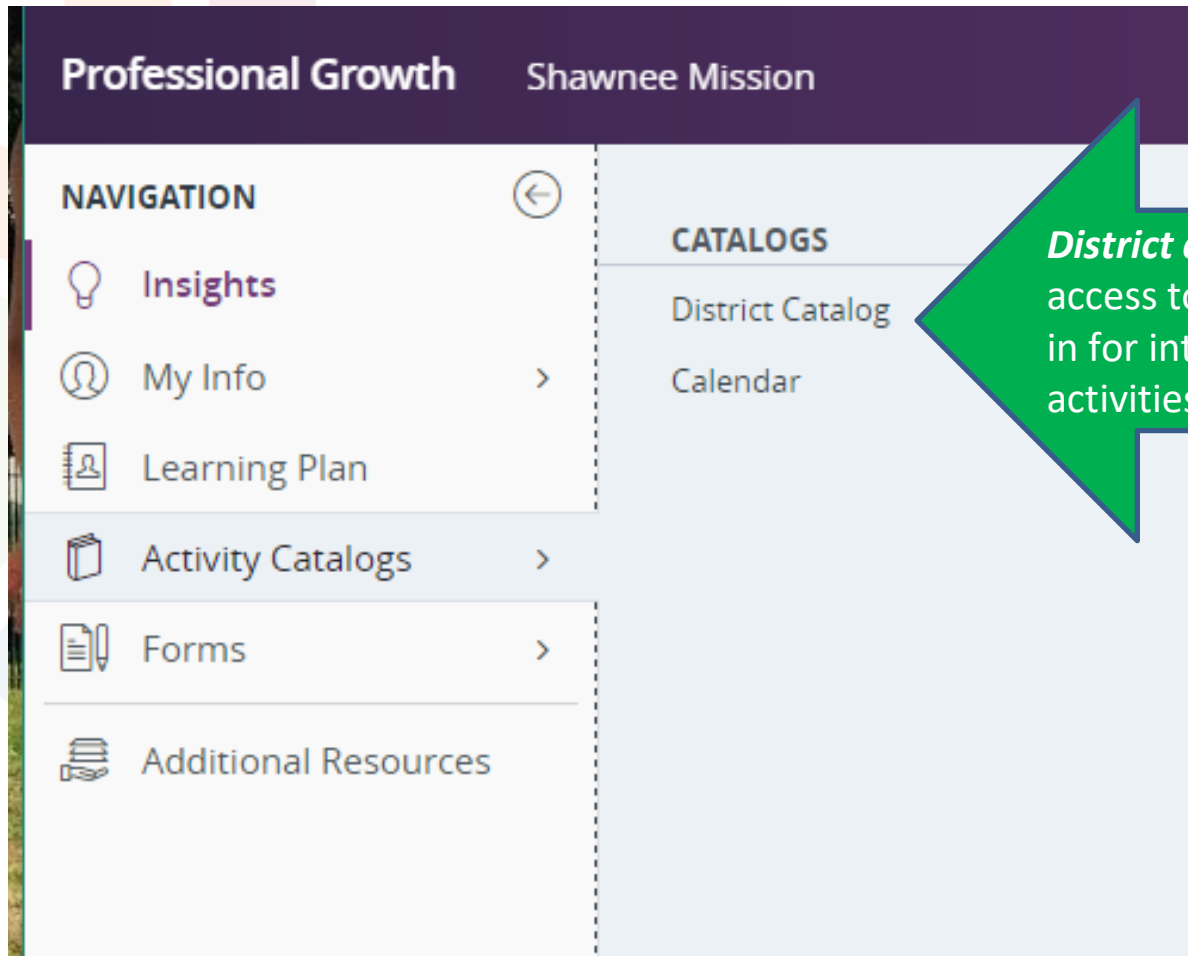 Professional Growth Shawnee Mission
NAVIGATION
Insights
My Info
Learning Plan
Activity Catalogs
Forms
Additional Resources
CATALOGS
District Catalog
Calendar
District
access
in for